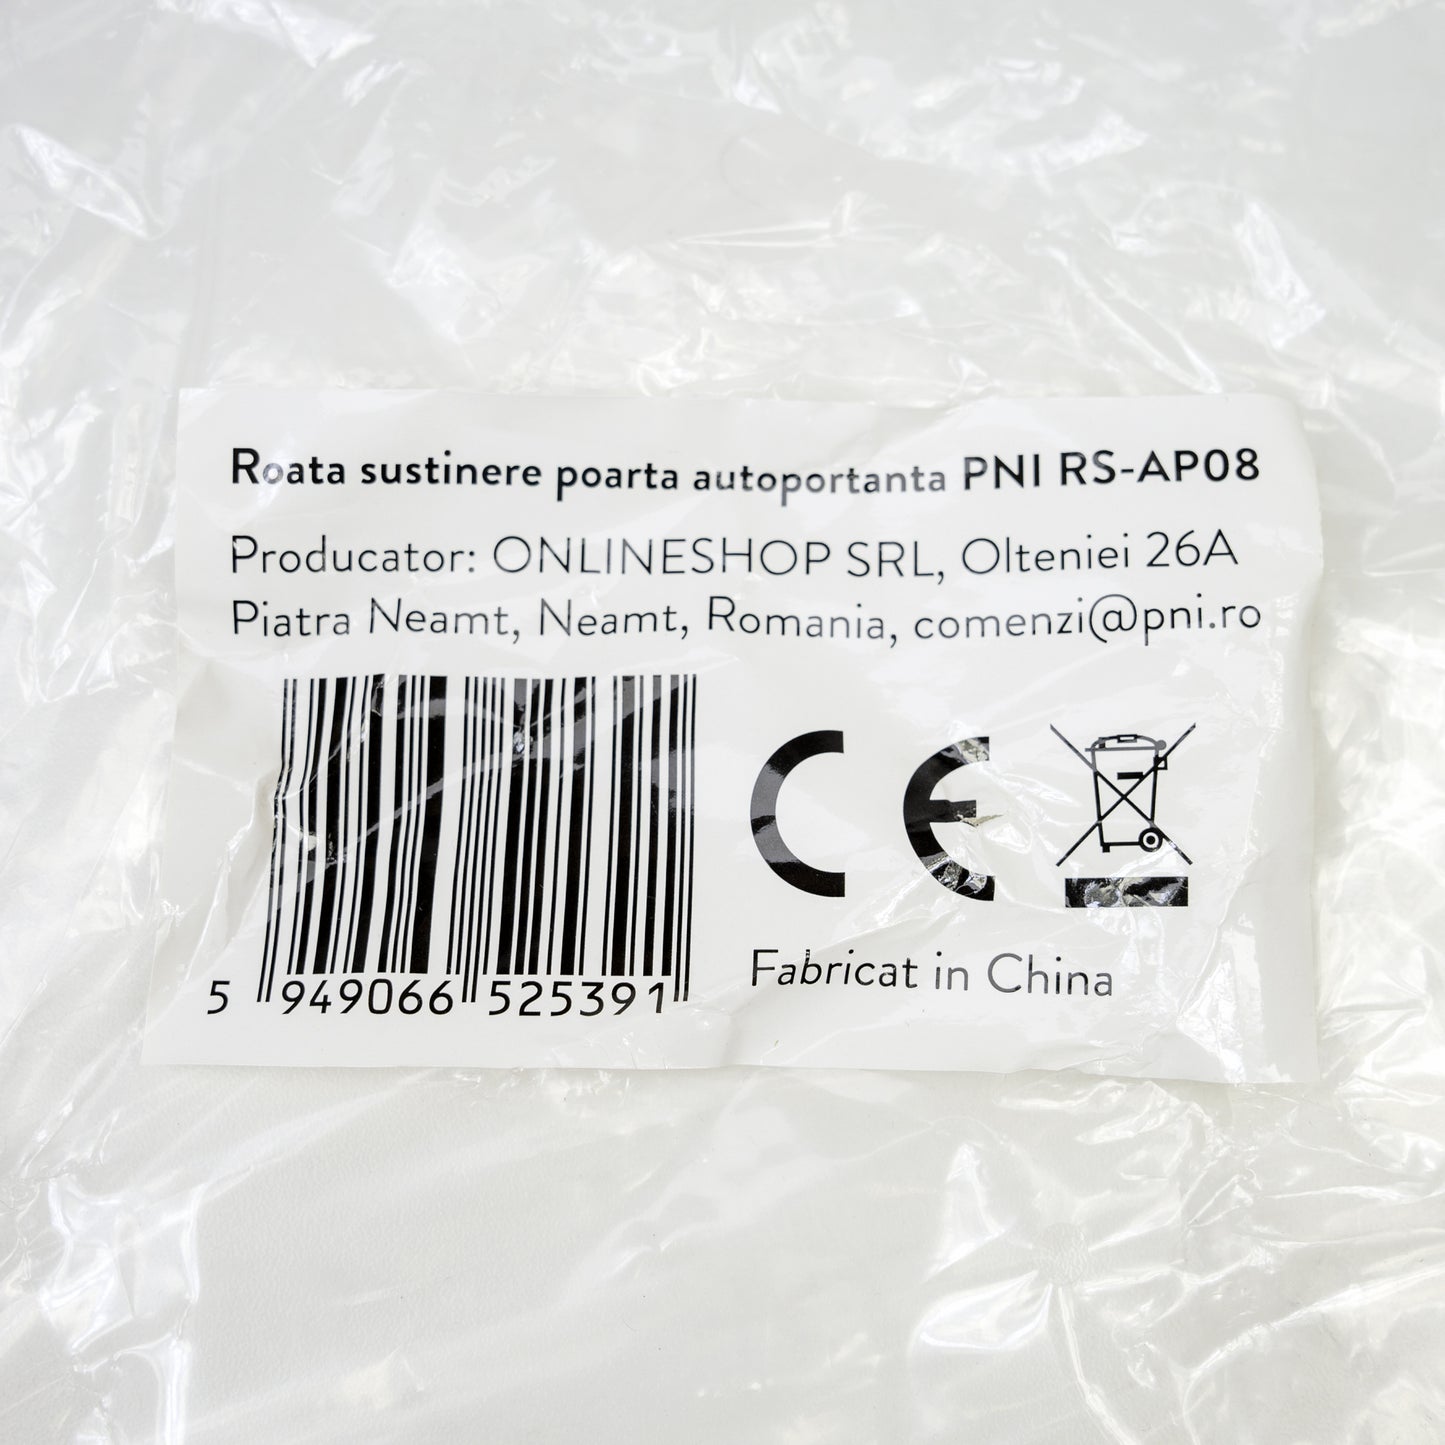 Roata sustinere poarta autoportanta PNI RS-AP08
Producator: ONLINESHOP SRL, Olteniei 26A
Piatra Neamt, Neamt, Romania, comenzi@pni.ro
CE
Fabricat in China
5 949066 525391